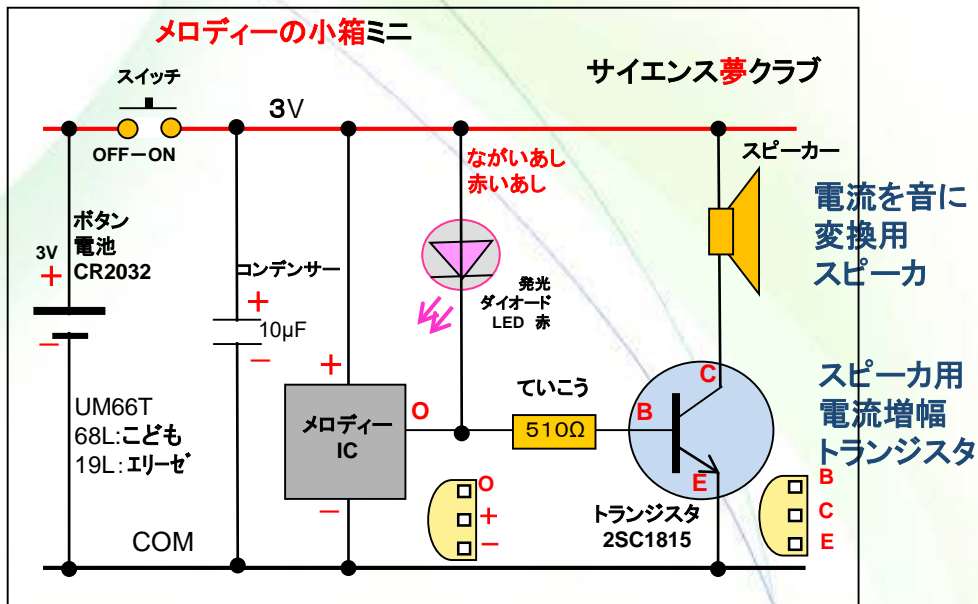 メロディーの小箱ミニ
サイエンス夢クラブ
スイッチ
OFF－ON
3V
ながいあし
赤いあし
スピーカー
電流を音に
変換用
スピーカ
ボタン
電池
CR2032
3V
+
−
コンデンサー
+
10μF
−
発光
ダイオード
LED 赤
UM66T
68L:こども
19L:エリーゼ
メロディー
IC
+
−
O
ていこう
510Ω
B
C
E
スピーカ用
電流増幅
トランジスタ
トランジスタ
2SC1815
O
+
−
B
C
E
COM